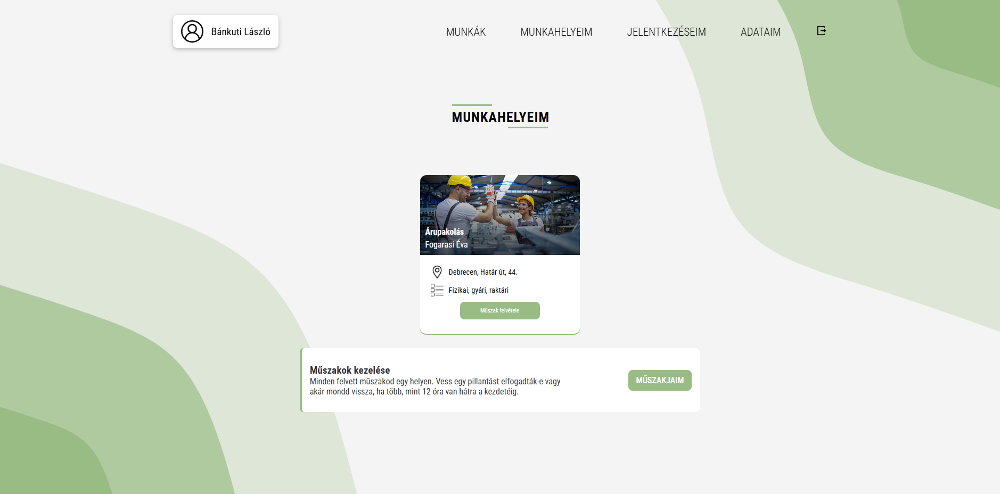 Bánkuti László
MUNKÁK
MUNKAHELYEIM
JELENTKEZÉSEIM
ADATAIM
MUNKAHELYEIM
Árupakolás
Fogarasi Éva
Debrecen, Határ út, 44.
Fizikai, gyári, raktári
Műszak felvétele
Műszakok kezelése
Minden felvett műszakod egy helyen. Vess egy pillantást elfogadták-e vagy
akár mondd vissza, ha több, mint 12 óra van hátra a kezdetéig.
MŰSZAKJAIM